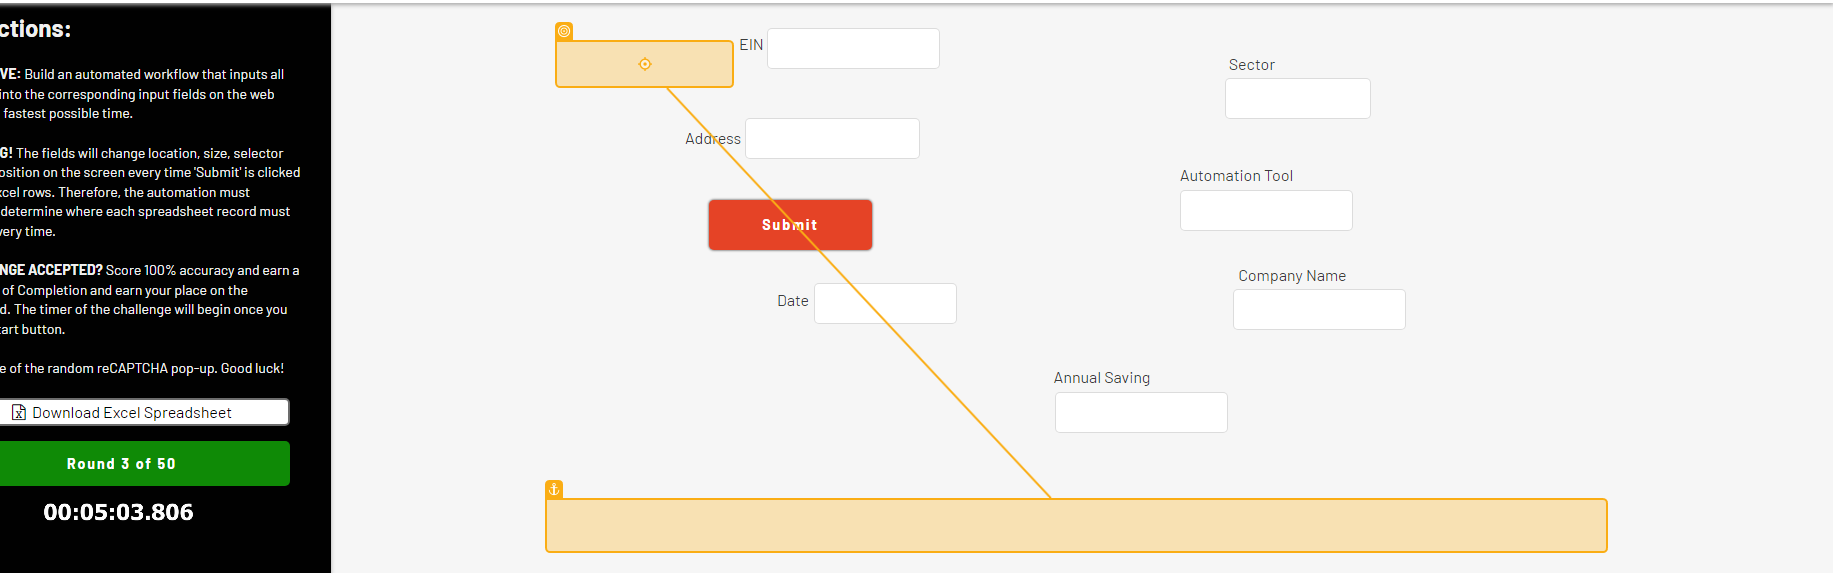 ctions:
VE: Build an automated workflow that inputs all
into the corresponding input fields on the web
fastest possible time.
G! The fields will change location, size, selector
osition on the screen every time 'Submit' is clicked
xcel rows. Therefore, the automation must
determine where each spreadsheet record must
very time.
NGE ACCEPTED? Score 100% accuracy and earn a
of Completion and earn your place on the
d. The timer of the challenge will begin once you
tart button.
e of the random reCAPTCHA pop-up. Good luck!
Download Excel Spreadsheet
Round 3 of 50
00:05:03.806
EIN
Address
Submit
Date
Sector
Automation Tool
Company Name
Annual Saving